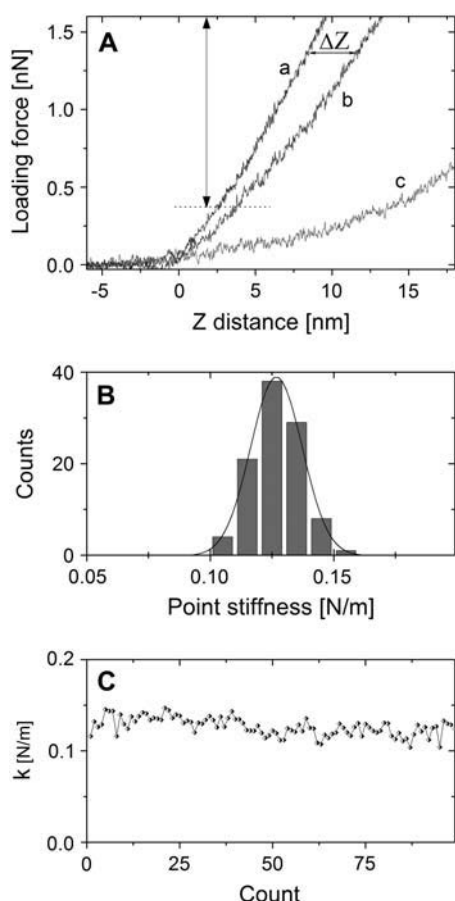 A
a
ΔZ
b
c
Loading force [nN]
1.5
1.0
0.5
0.0
-5 0 5 10 15
Z distance [nm]
B
Counts
40
20
0
0.05 0.10 0.15
Point stiffness [N/m]
C
k [N/m]
0.2
0.1
0.0
0 25 50 75
Count